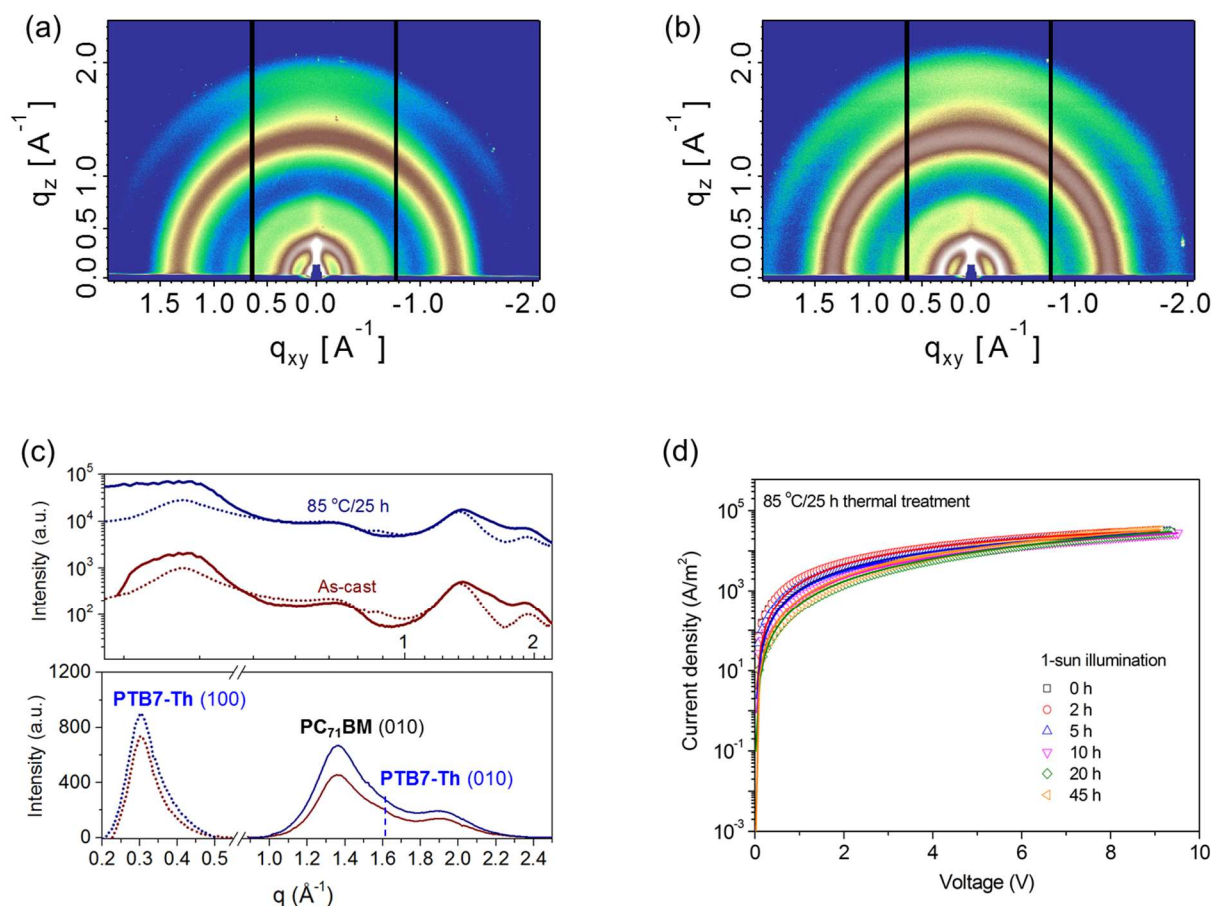 (a)
2.0
1.0
0.5
0.0
q_z [A^-1]
1.5 1.0 0.5 0.0 -1.0 -2.0
q_xy [A^-1]
(b)
2.0
1.0
0.5
0.0
q_z [A^-1]
1.5 1.0 0.5 0.0 -1.0 -2.0
q_xy [A^-1]
(c)
10^5
10^4
10^3
10^2
Intensity (a.u.)
85 °C/25 h
As-cast
1 2
1200
800
400
0
Intensity (a.u.)
PTB7-Th (100)
PC71BM (010)
PTB7-Th (010)
0.2 0.3 0.4 0.5 1.0 1.2 1.4 1.6 1.8 2.0 2.2 2.4
q (Å^-1)
(d)
10^5
10^3
10^1
10^-1
10^-3
Current density (A/m^2)
85 °C/25 h thermal treatment
1-sun illumination
0 h
2 h
5 h
10 h
20 h
45 h
0 2 4 6 8 10
Voltage (V)